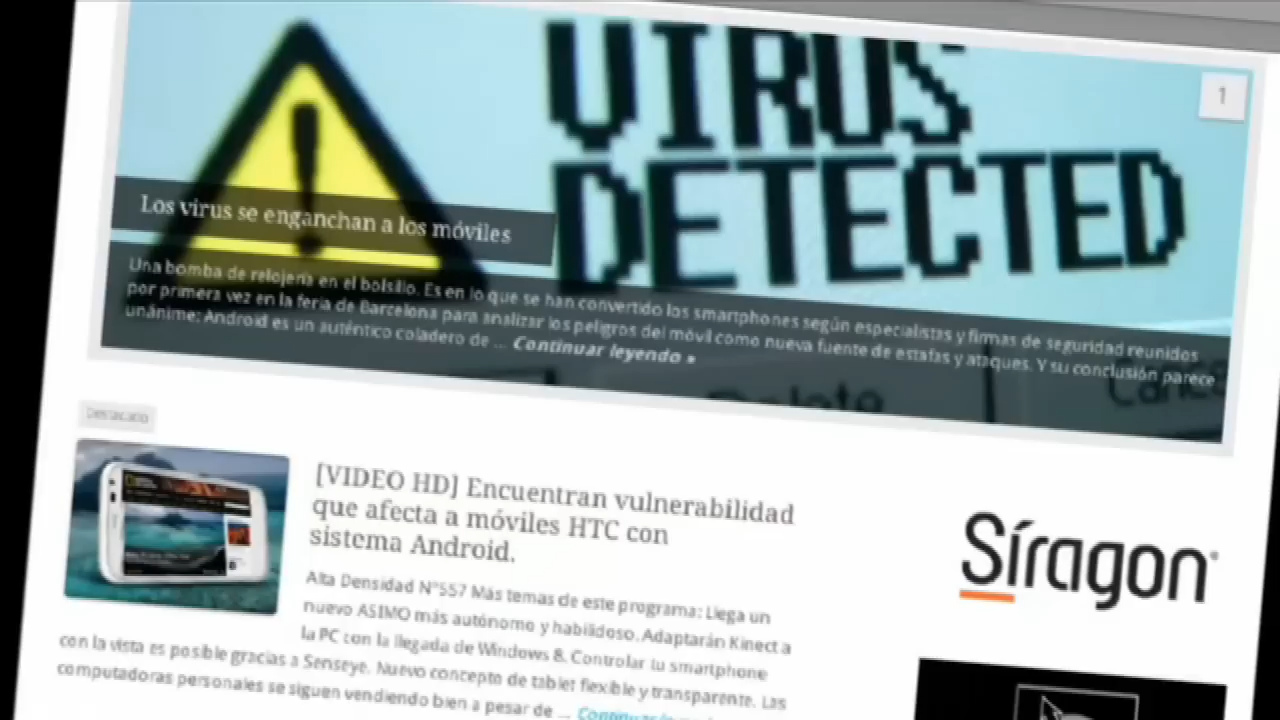 VIRUS
DETECTED
1
Los virus se enganchan a los móviles
Una bomba de relojería en el bolsillo. Es en lo que se han convertido los smartphones según especialistas y firmas de seguridad reunidos
por primera vez en la feria de Barcelona para analizar los peligros del móvil como nueva fuente de estafas y ataques. Y su conclusión parece
unánime: Android es un auténtico coladero de ... Continuar leyendo »
Destacado
[VIDEO HD] Encuentran vulnerabilidad
que afecta a móviles HTC con
sistema Android.
Alta Densidad N°557 Más temas de este programa: Llega un
nuevo ASIMO más autónomo y habilidoso. Adaptarán Kinect a
la PC con la llegada de Windows 8. Controlar tu smartphone
con la vista es posible gracias a Senseye. Nuevo concepto de tablet flexible y transparente. Las
computadoras personales se siguen vendiendo bien a pesar de ...
Síragon